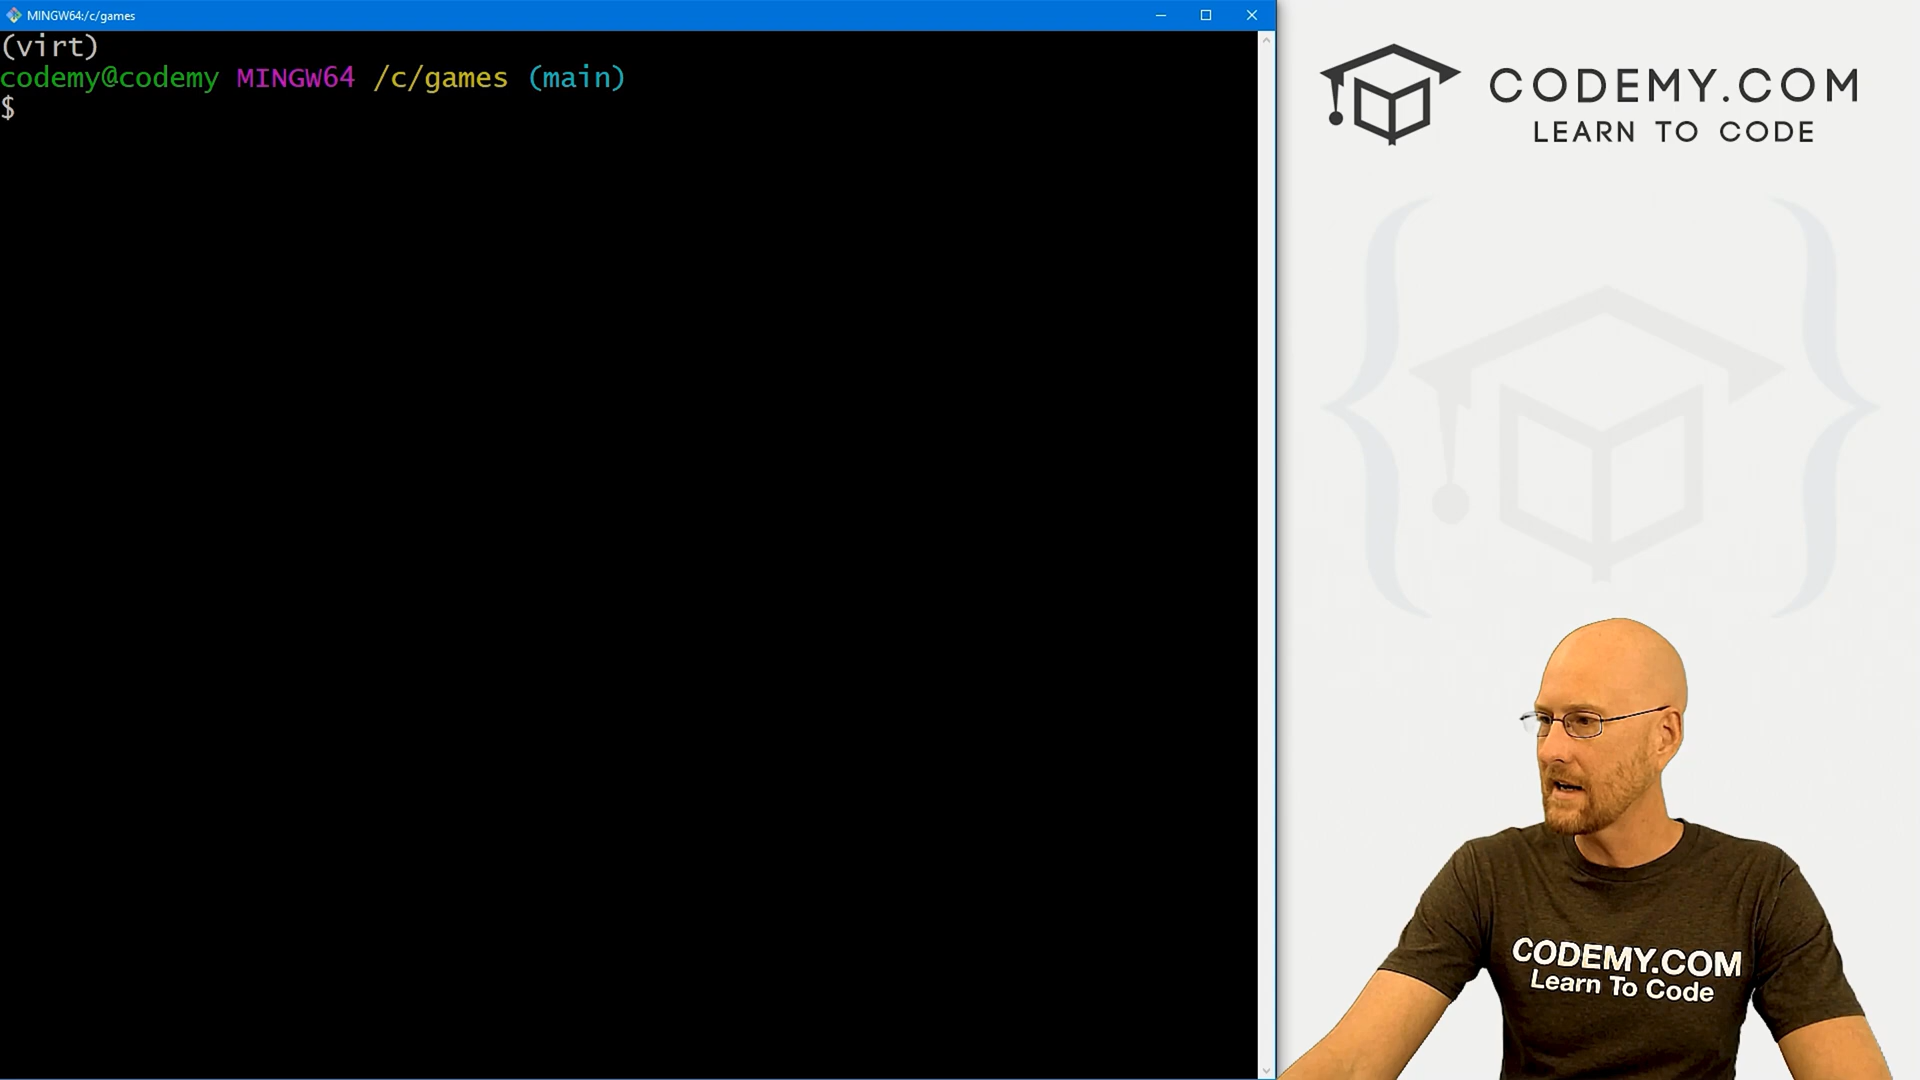 MINGW64:/c/games
(virt)
codemy@codemy MINGW64 /c/games (main)
$
CODEMY.COM
LEARN TO CODE
CODEMY.COM
Learn To Code